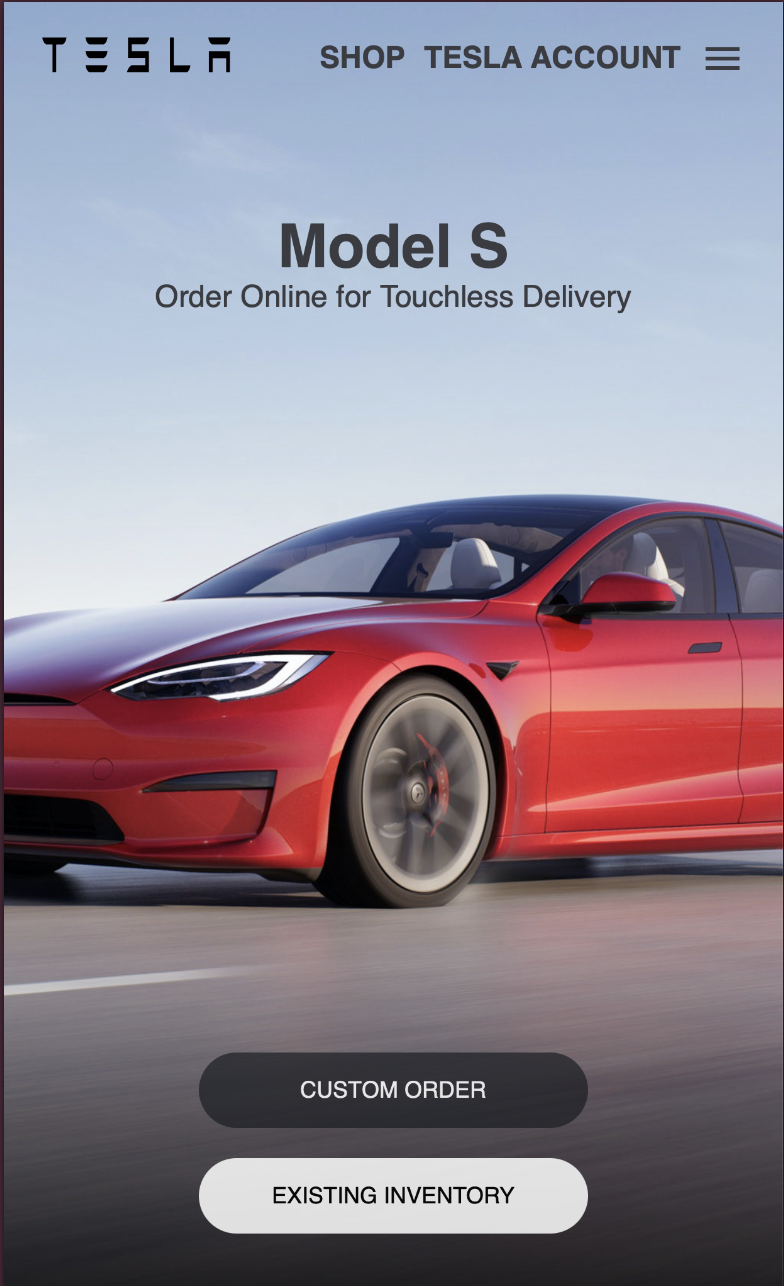 TESLA SHOP TESLA ACCOUNT
Model S
Order Online for Touchless Delivery
CUSTOM ORDER
EXISTING INVENTORY